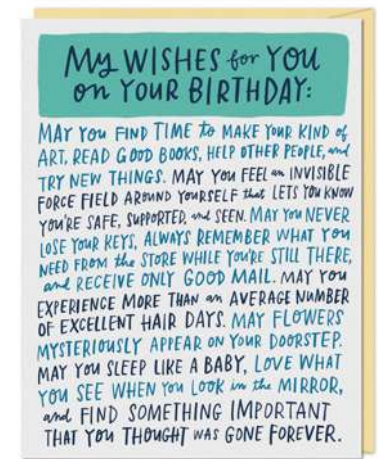 My WISHES for YOU
on YOUR BIRTHDAY:
MAY YOU FIND TIME to MAKE YOUR KIND of
ART, READ GOOD BOOKS, HELP OTHER PEOPLE, and
TRY NEW THINGS. MAY YOU FEEL an INVISIBLE
FORCE FIELD AROUND YOURSELF that LETS YOU KNOW
YOU'RE SAFE, SUPPORTED, and SEEN. MAY YOU NEVER
LOSE YOUR KEYS, ALWAYS REMEMBER WHAT YOU
NEED FROM the STORE WHILE YOU'RE STILL THERE,
and RECEIVE ONLY GOOD MAIL. MAY YOU
EXPERIENCE MORE THAN an AVERAGE NUMBER
OF EXCELLENT HAIR DAYS. MAY FLOWERS
MYSTERIOUSLY APPEAR ON YOUR DOORSTEP.
MAY YOU SLEEP LIKE A BABY, LOVE WHAT
YOU SEE WHEN YOU LOOK in the MIRROR,
and FIND SOMETHING IMPORTANT
THAT YOU THOUGHT WAS GONE FOREVER.